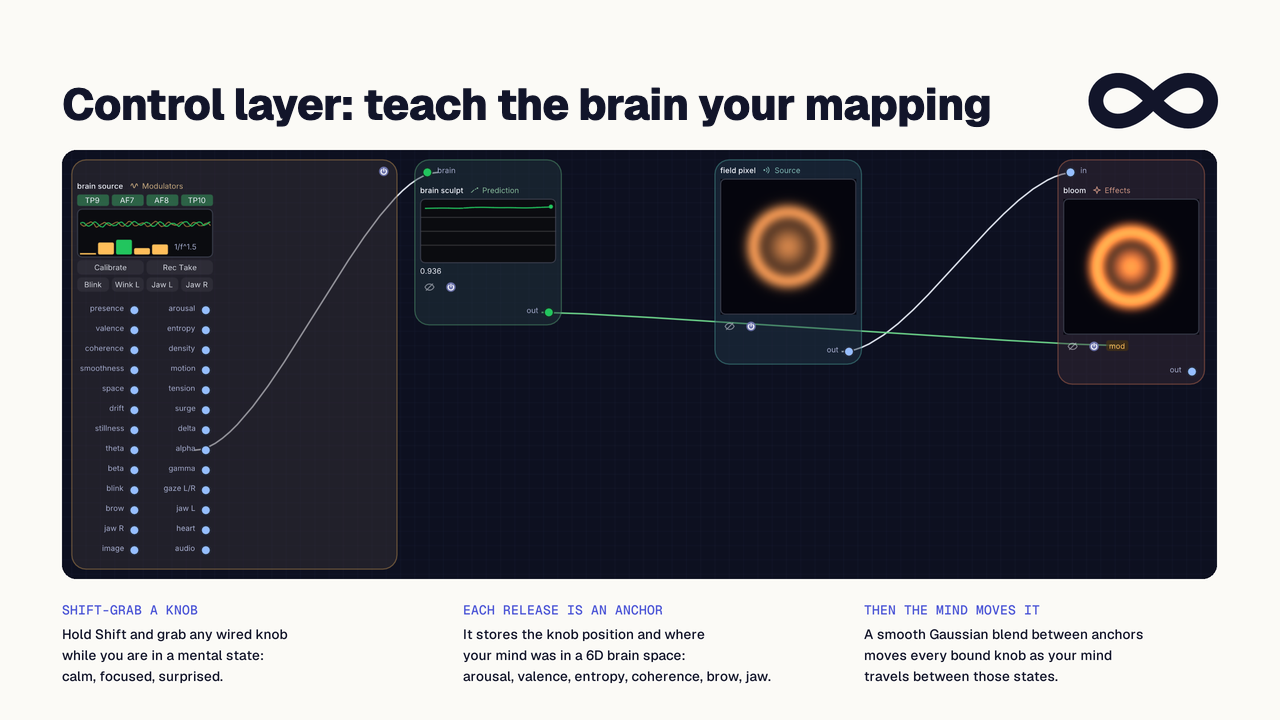 Control layer: teach the brain your mapping
brain source Modulators
TP9 AF7 AF8 TP10
1/f^1.5
Calibrate Rec Take
Blink Wink L Jaw L Jaw R
presence arousal
valence entropy
coherence density
smoothness motion
space tension
drift surge
stillness delta
theta alpha
beta gamma
blink gaze L/R
brow jaw L
jaw R heart
image audio
brain
brain sculpt Prediction
0.936
out
field pixel Source
out
in
bloom Effects
mod
out
SHIFT-GRAB A KNOB
Hold Shift and grab any wired knob
while you are in a mental state:
calm, focused, surprised.
EACH RELEASE IS AN ANCHOR
It stores the knob position and where
your mind was in a 6D brain space:
arousal, valence, entropy, coherence, brow, jaw.
THEN THE MIND MOVES IT
A smooth Gaussian blend between anchors
moves every bound knob as your mind
travels between those states.